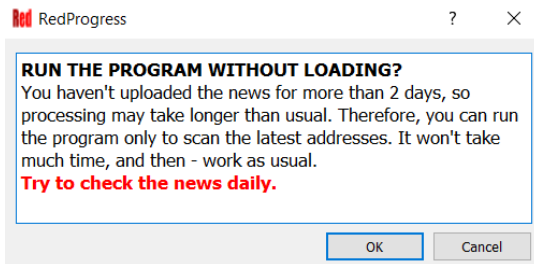 Red RedProgress ?
RUN THE PROGRAM WITHOUT LOADING?
You haven't uploaded the news for more than 2 days, so
processing may take longer than usual. Therefore, you can run
the program only to scan the latest addresses. It won't take
much time, and then - work as usual.
Try to check the news daily.
OK Cancel